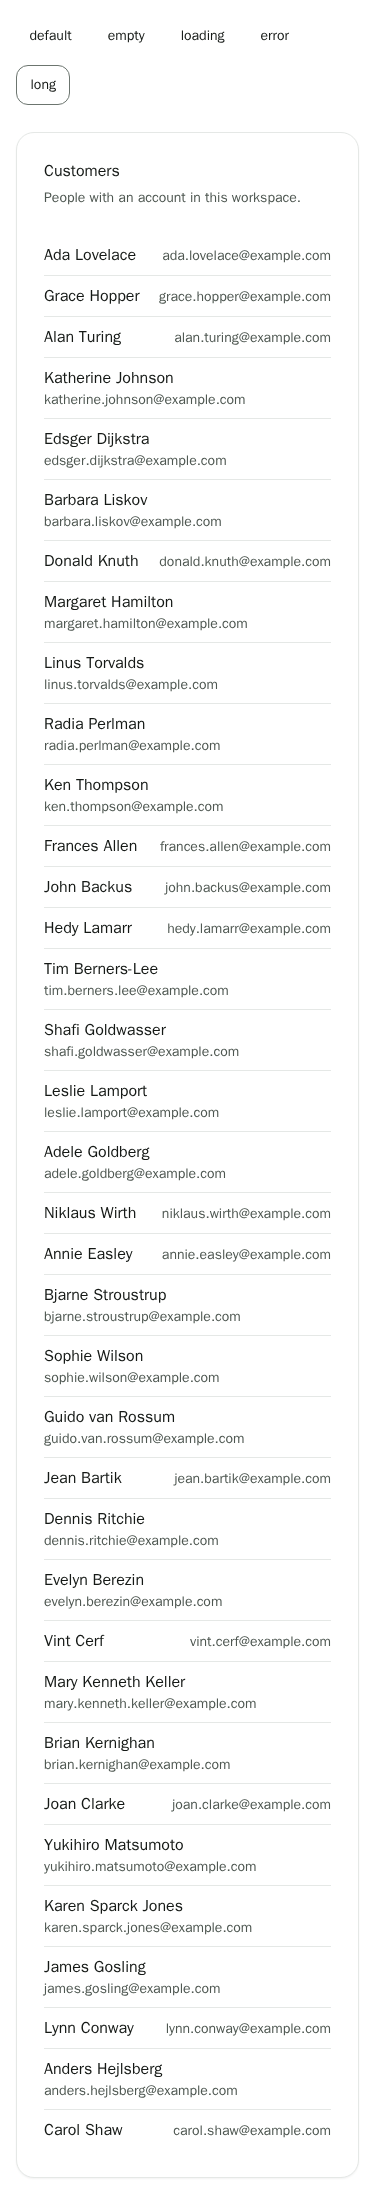 default empty loading error
long
Customers
People with an account in this workspace.
Ada Lovelace ada.lovelace@example.com
Grace Hopper grace.hopper@example.com
Alan Turing alan.turing@example.com
Katherine Johnson
katherine.johnson@example.com
Edsger Dijkstra
edsger.dijkstra@example.com
Barbara Liskov
barbara.liskov@example.com
Donald Knuth donald.knuth@example.com
Margaret Hamilton
margaret.hamilton@example.com
Linus Torvalds
linus.torvalds@example.com
Radia Perlman
radia.perlman@example.com
Ken Thompson
ken.thompson@example.com
Frances Allen frances.allen@example.com
John Backus john.backus@example.com
Hedy Lamarr hedy.lamarr@example.com
Tim Berners-Lee
tim.berners.lee@example.com
Shafi Goldwasser
shafi.goldwasser@example.com
Leslie Lamport
leslie.lamport@example.com
Adele Goldberg
adele.goldberg@example.com
Niklaus Wirth niklaus.wirth@example.com
Annie Easley annie.easley@example.com
Bjarne Stroustrup
bjarne.stroustrup@example.com
Sophie Wilson
sophie.wilson@example.com
Guido van Rossum
guido.van.rossum@example.com
Jean Bartik jean.bartik@example.com
Dennis Ritchie
dennis.ritchie@example.com
Evelyn Berezin
evelyn.berezin@example.com
Vint Cerf vint.cerf@example.com
Mary Kenneth Keller
mary.kenneth.keller@example.com
Brian Kernighan
brian.kernighan@example.com
Joan Clarke joan.clarke@example.com
Yukihiro Matsumoto
yukihiro.matsumoto@example.com
Karen Sparck Jones
karen.sparck.jones@example.com
James Gosling
james.gosling@example.com
Lynn Conway lynn.conway@example.com
Anders Hejlsberg
anders.hejlsberg@example.com
Carol Shaw carol.shaw@example.com